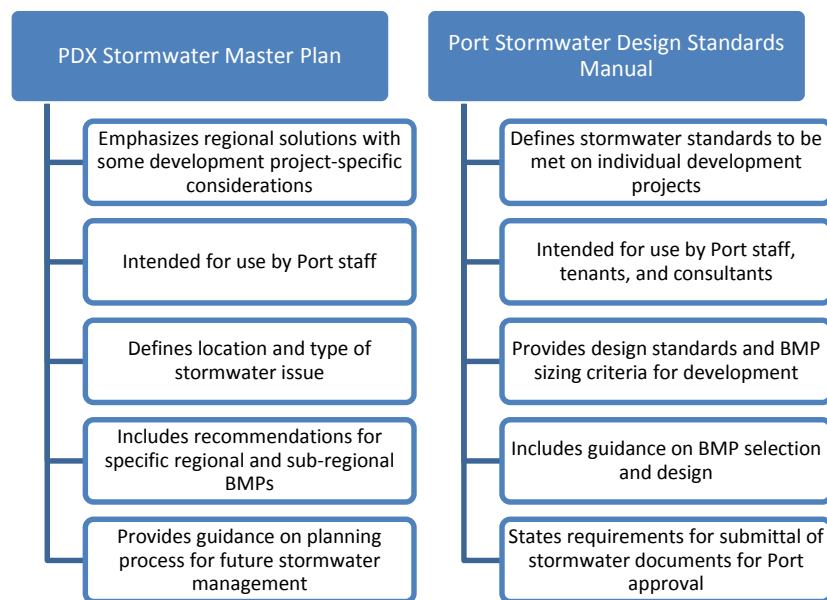 PDX Stormwater Master Plan
Emphasizes regional solutions with
some development project-specific
considerations
Intended for use by Port staff
Defines location and type of
stormwater issue
Includes recommendations for
specific regional and sub-regional
BMPs
Provides guidance on planning
process for future stormwater
management
Port Stormwater Design Standards
Manual
Defines stormwater standards to be
met on individual development
projects
Intended for use by Port staff,
tenants, and consultants
Provides design standards and BMP
sizing criteria for development
Includes guidance on BMP selection
and design
States requirements for submittal of
stormwater documents for Port
approval